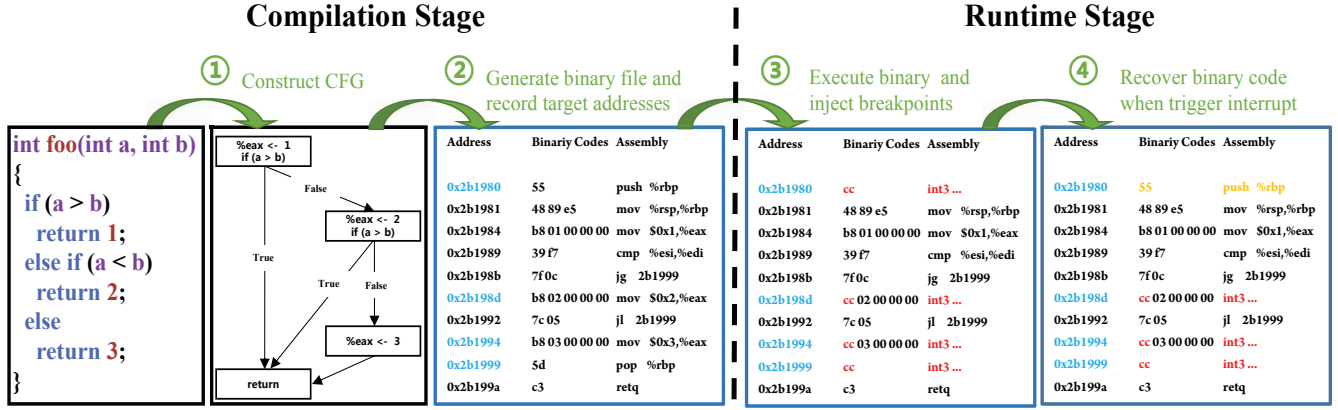 Compilation Stage
Runtime Stage
① Construct CFG
② Generate binary file and
record target addresses
③ Execute binary and
inject breakpoints
④ Recover binary code
when trigger interrupt
int foo(int a, int b)
{
if (a > b)
return 1;
else if (a < b)
return 2;
else
return 3;
}
%eax <- 1
if (a > b)
False
%eax <- 2
if (a > b)
True
True
False
%eax <- 3
return
Address Binariy Codes Assembly
0x2b1980 55 push %rbp
0x2b1981 48 89 e5 mov %rsp,%rbp
0x2b1984 b8 01 00 00 00 mov $0x1,%eax
0x2b1989 39 f7 cmp %esi,%edi
0x2b198b 7f 0c jg 2b1999
0x2b198d b8 02 00 00 00 mov $0x2,%eax
0x2b1992 7c 05 jl 2b1999
0x2b1994 b8 03 00 00 00 mov $0x3,%eax
0x2b1999 5d pop %rbp
0x2b199a c3 retq
Address Binariy Codes Assembly
0x2b1980 cc int3 ...
0x2b1981 48 89 e5 mov %rsp,%rbp
0x2b1984 b8 01 00 00 00 mov $0x1,%eax
0x2b1989 39 f7 cmp %esi,%edi
0x2b198b 7f 0c jg 2b1999
0x2b198d cc 02 00 00 00 int3 ...
0x2b1992 7c 05 jl 2b1999
0x2b1994 cc 03 00 00 00 int3 ...
0x2b1999 cc int3 ...
0x2b199a c3 retq
Address Binariy Codes Assembly
0x2b1980 55 push %rbp
0x2b1981 48 89 e5 mov %rsp,%rbp
0x2b1984 b8 01 00 00 00 mov $0x1,%eax
0x2b1989 39 f7 cmp %esi,%edi
0x2b198b 7f 0c jg 2b1999
0x2b198d cc 02 00 00 00 int3 ...
0x2b1992 7c 05 jl 2b1999
0x2b1994 cc 03 00 00 00 int3 ...
0x2b1999 cc int3 ...
0x2b199a c3 retq